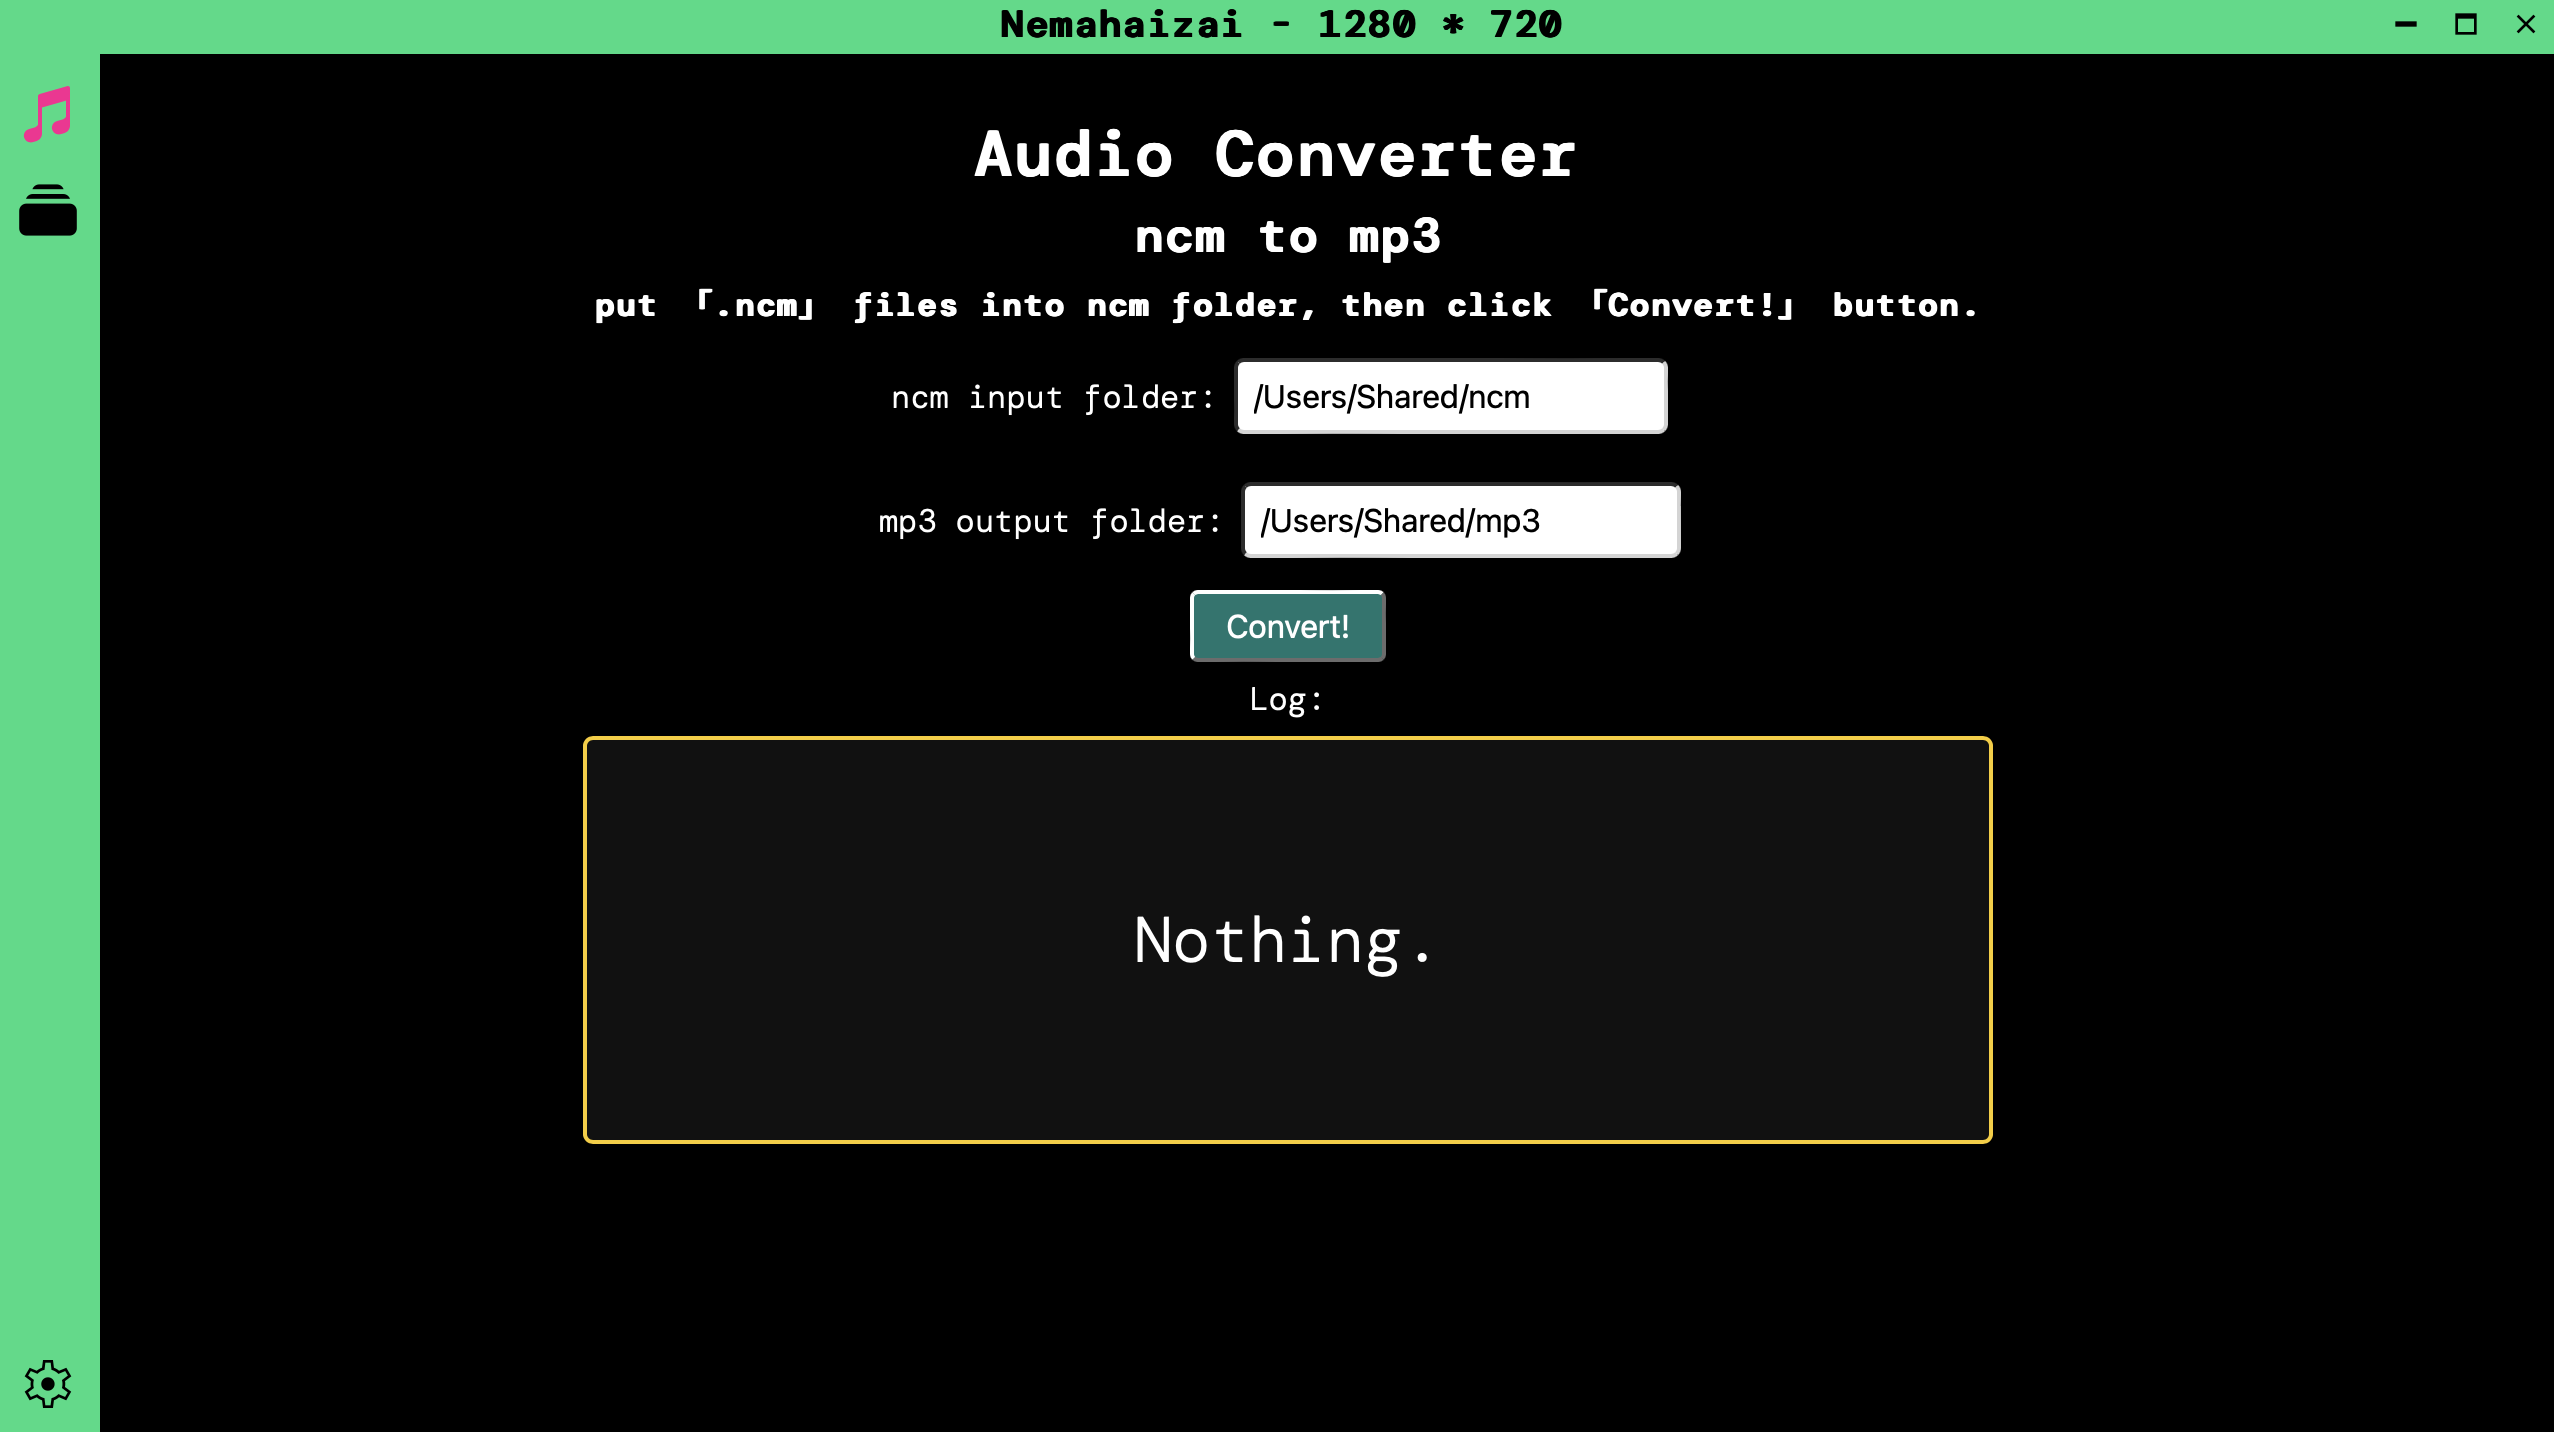 Nemahaizai - 1280 * 720
Audio Converter
ncm to mp3
put 「.ncm」 files into ncm folder, then click 「Convert!」 button.
ncm input folder: /Users/Shared/ncm
mp3 output folder: /Users/Shared/mp3
Convert!
Log:
Nothing.